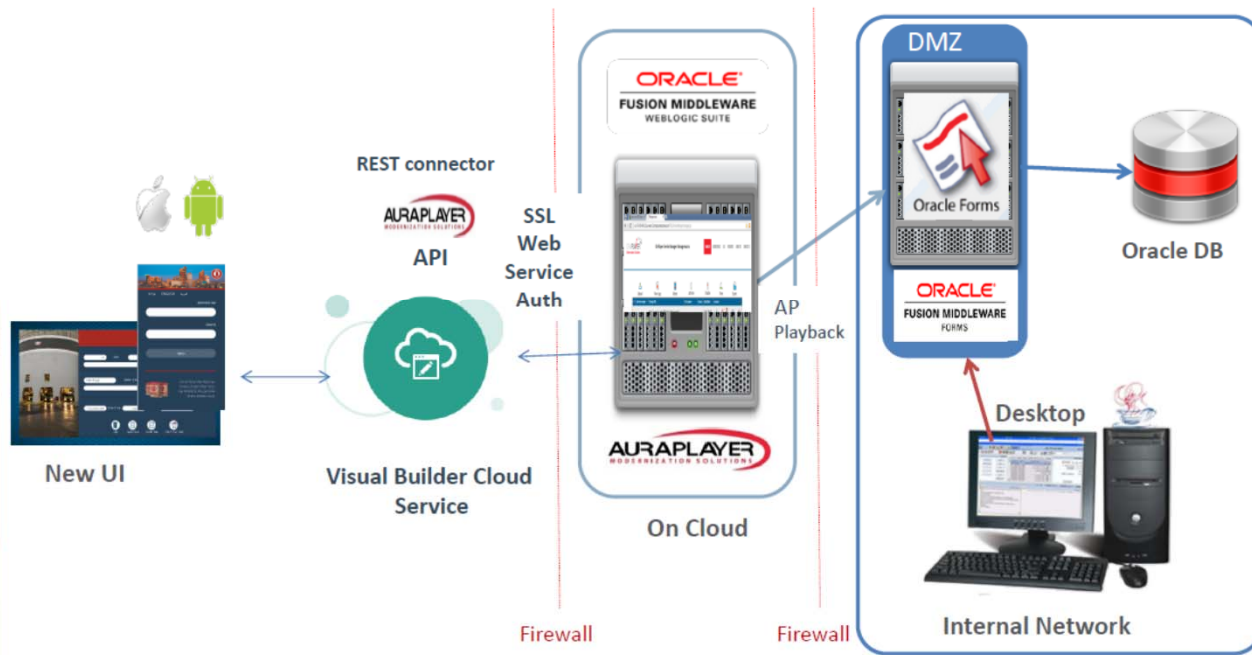 REST connector
AURAPLAYER
MODERNIZATION SOLUTIONS
API
New UI
Visual Builder Cloud
Service
SSL
Web
Service
Auth
Firewall
ORACLE®
FUSION MIDDLEWARE
WEBLOGIC SUITE
AURAPLAYER
MODERNIZATION SOLUTIONS
On Cloud
AP
Playback
Firewall
DMZ
Oracle Forms
ORACLE®
FUSION MIDDLEWARE
FORMS
Oracle DB
Desktop
Internal Network